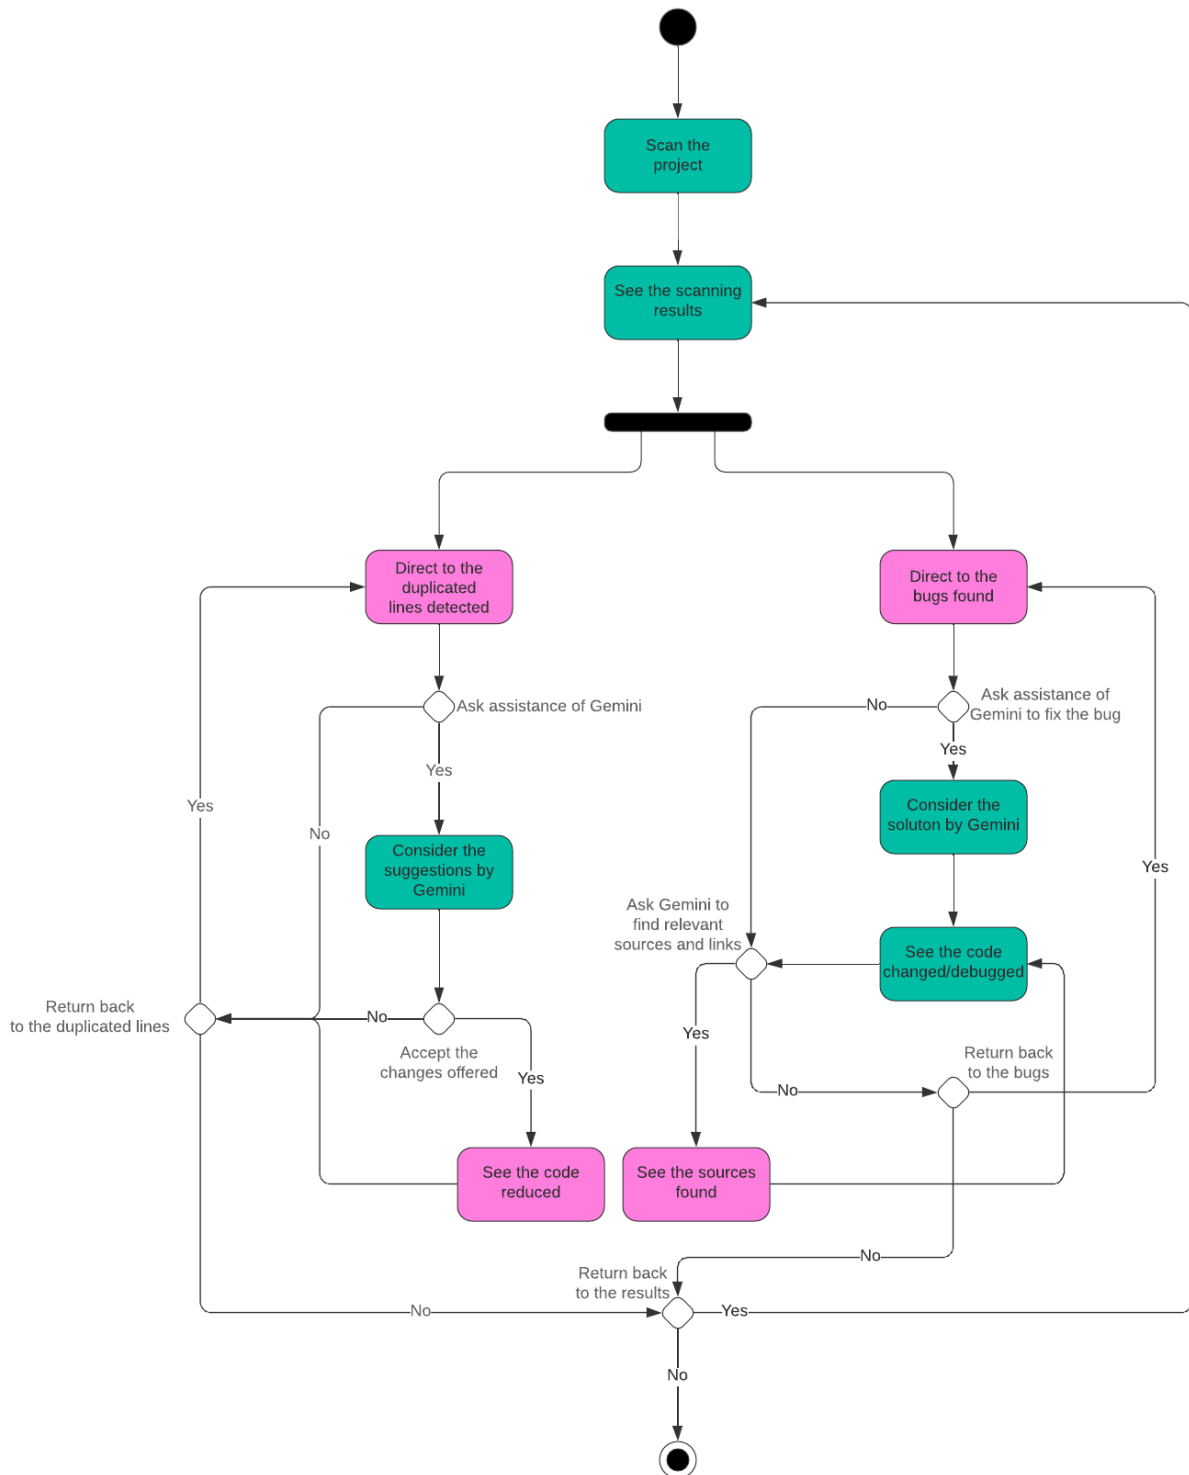 Scan the
project
See the scanning
results
Direct to the
duplicated
lines detected
Direct to the
bugs found
Ask assistance of Gemini
No
Ask assistance of
Gemini to fix the bug
Yes
Yes
Yes
No
Consider the
soluton by Gemini
Consider the
suggestions by
Gemini
Yes
Ask Gemini to
find relevant
sources and links
See the code
changed/debugged
Return back
to the duplicated lines
No
Accept the
changes offered
Yes
Yes
Return back
to the bugs
No
See the code
reduced
See the sources
found
No
Return back
to the results
No
Yes
No